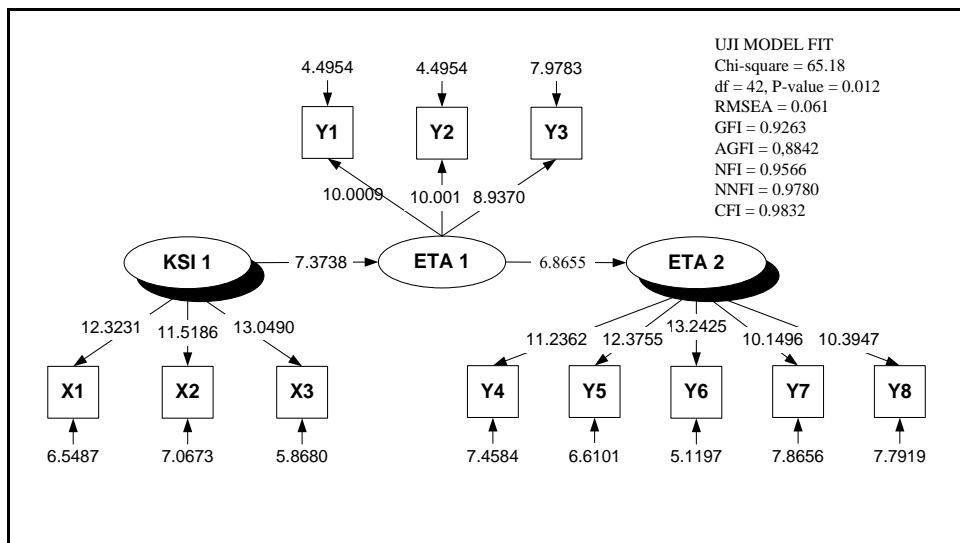 UJI MODEL FIT
Chi-square = 65.18
df = 42, P-value = 0.012
RMSEA = 0.061
GFI = 0.9263
AGFI = 0,8842
NFI = 0.9566
NNFI = 0.9780
CFI = 0.9832
4.4954 4.4954 7.9783
Y1 Y2 Y3
10.0009 10.001 8.9370
KSI 1 7.3738 ETA 1 6.8655 ETA 2
12.3231 11.5186 13.0490 11.2362 12.3755 13.2425 10.1496 10.3947
X1 X2 X3 Y4 Y5 Y6 Y7 Y8
6.5487 7.0673 5.8680 7.4584 6.6101 5.1197 7.8656 7.7919